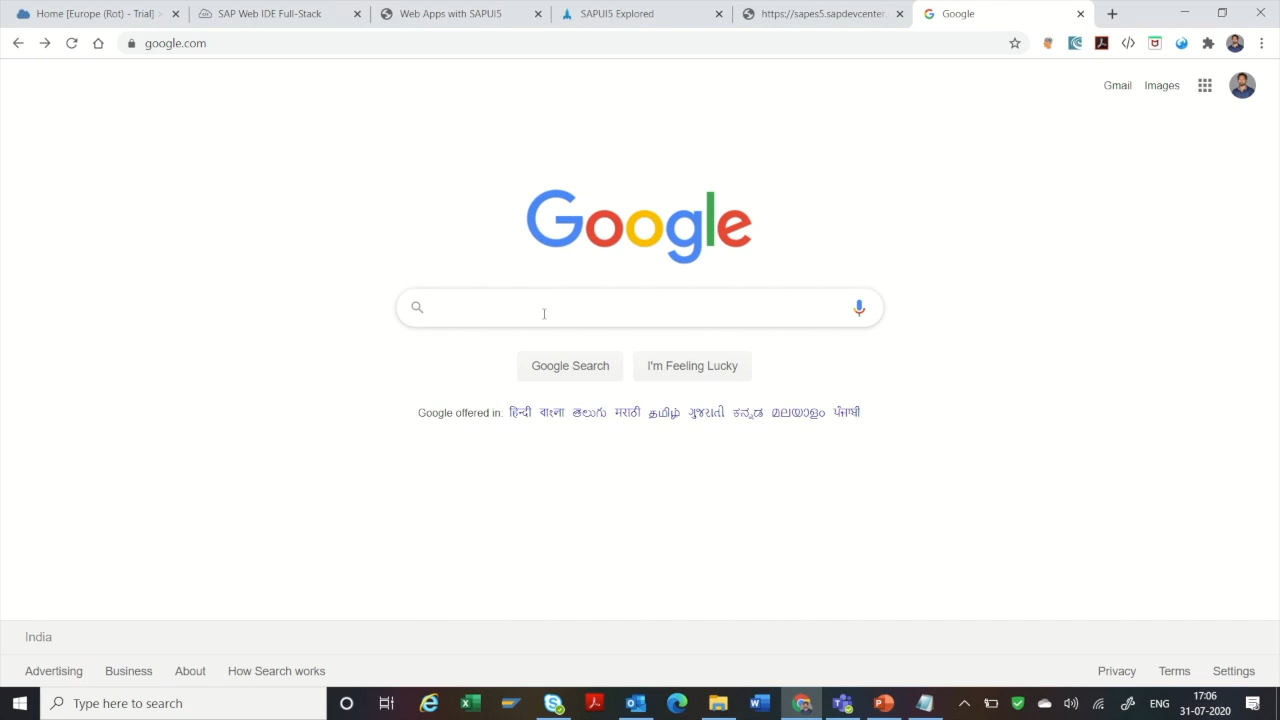 Home [Europe (Rot) - Trial] > SAP Web IDE Full-Stack Web Apps with SAPUI5 SAPUI5 Explored https://sapes5.sapdevcenter. Google
google.com
Gmail Images
Google
Google Search I'm Feeling Lucky
Google offered in: हिन्दी বাংলা తెలుగు मराठी தமிழ் ગુજરાતી ಕನ್ನಡ മലയാളം ਪੰਜਾਬੀ
India
Advertising Business About How Search works Privacy Terms Settings
Type here to search ENG 17:06
31-07-2020